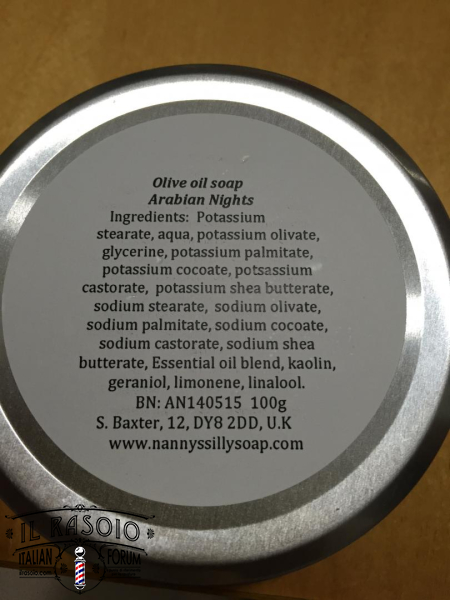 Olive oil soap
Arabian Nights
Ingredients: Potassium
stearate, aqua, potassium olivate,
glycerine, potassium palmitate,
potassium cocoate, potsassium
castorate, potassium shea butterate,
sodium stearate, sodium olivate,
sodium palmitate, sodium cocoate,
sodium castorate, sodium shea
butterate, Essential oil blend, kaolin,
geraniol, limonene, linalool.
BN: AN140515 100g
S. Baxter, 12, DY8 2DD, U.K
www.nannyssillysoap.com
IL RASOIO
ITALIAN FORUM